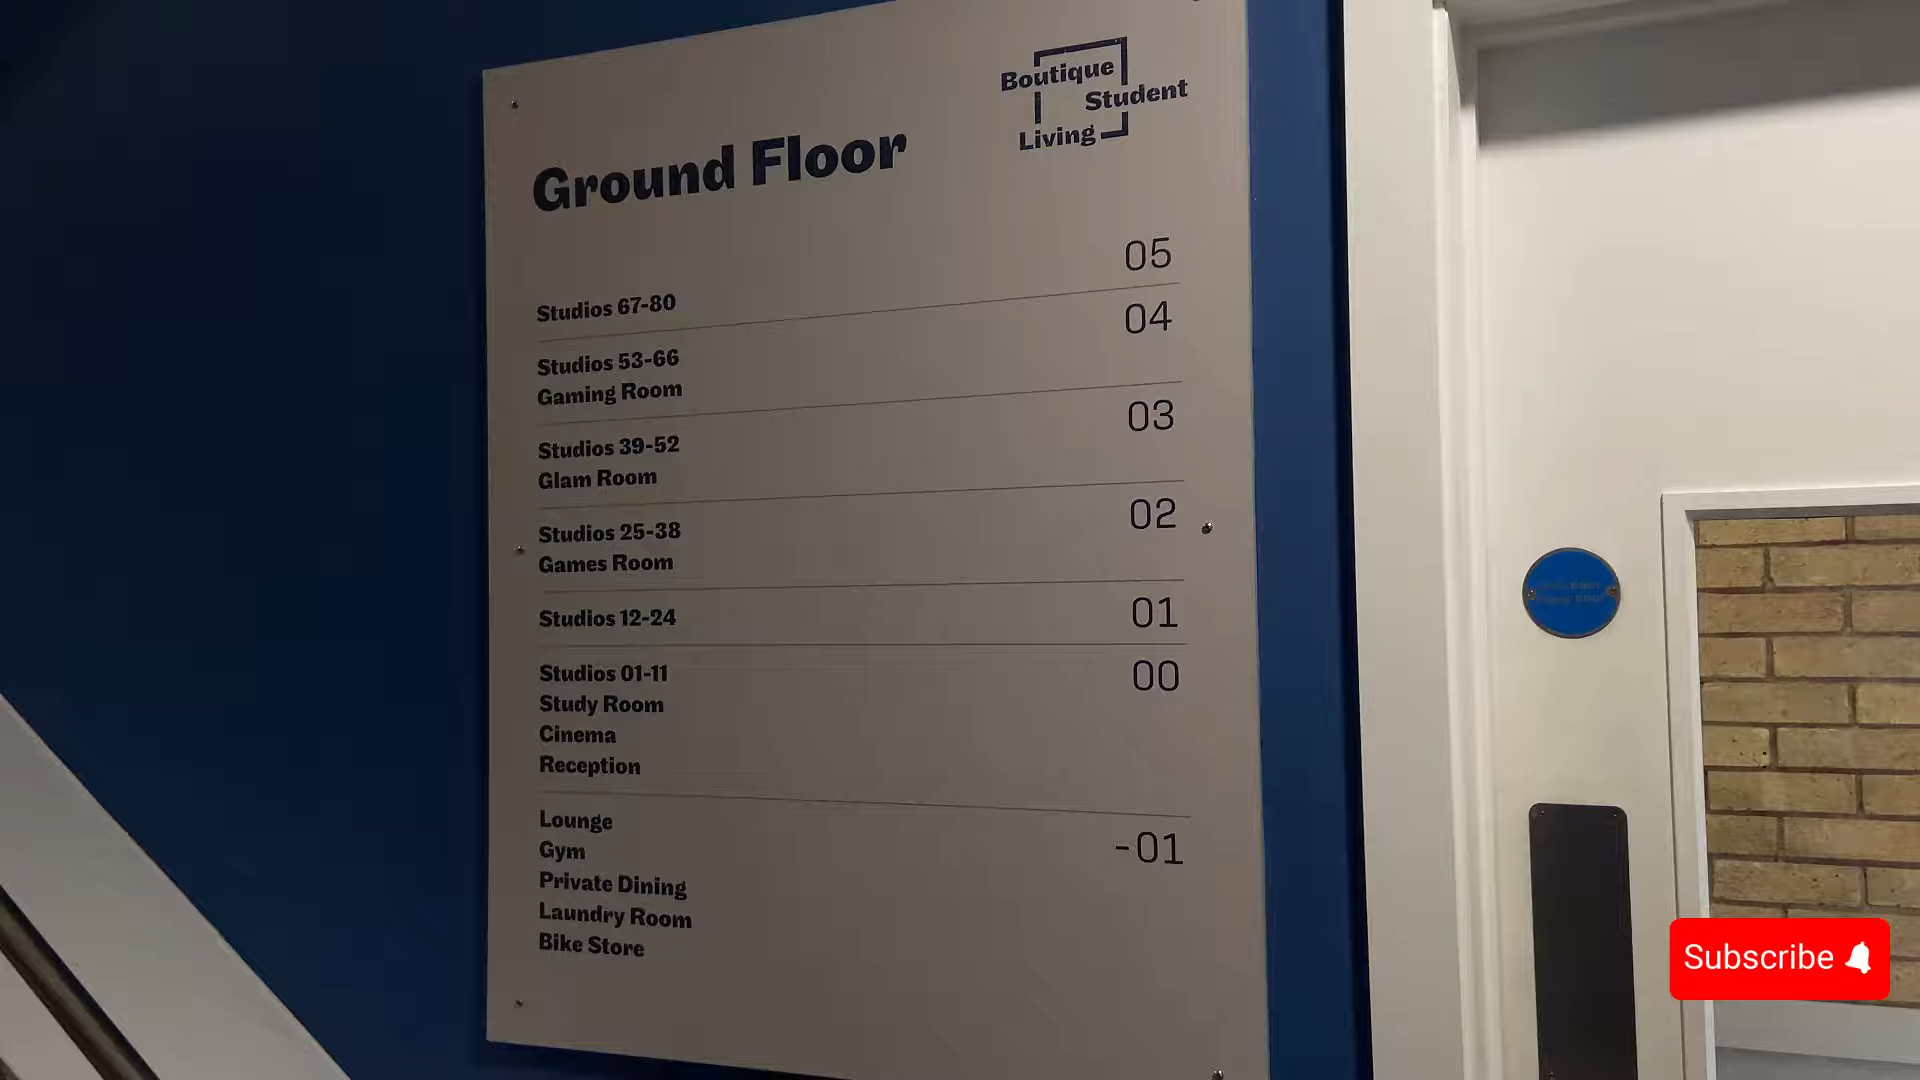 Boutique
Student
Living
Ground Floor
Studios 67-80 05
Studios 53-66 04
Gaming Room
Studios 39-52 03
Glam Room
Studios 25-38 02
Games Room
Studios 12-24 01
Studios 01-11 00
Study Room
Cinema
Reception
Lounge -01
Gym
Private Dining
Laundry Room
Bike Store
Subscribe